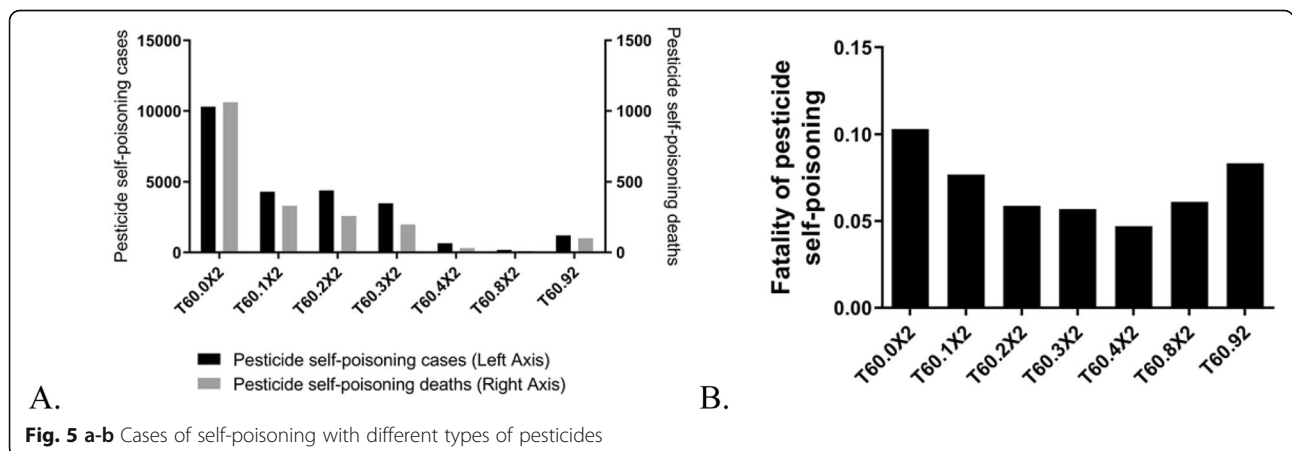 Pesticide self-poisoning cases
15000
10000
5000
0
1500
1000
500
0
Pesticide self-poisoning deaths
T60.0X2
T60.1X2
T60.2X2
T60.3X2
T60.4X2
T60.8X2
T60.92
Pesticide self-poisoning cases (Left Axis)
Pesticide self-poisoning deaths (Right Axis)
A.
Fatality of pesticide
self-poisoning
0.15
0.10
0.05
0.00
T60.0X2
T60.1X2
T60.2X2
T60.3X2
T60.4X2
T60.8X2
T60.92
B.
Fig. 5 a-b Cases of self-poisoning with different types of pesticides